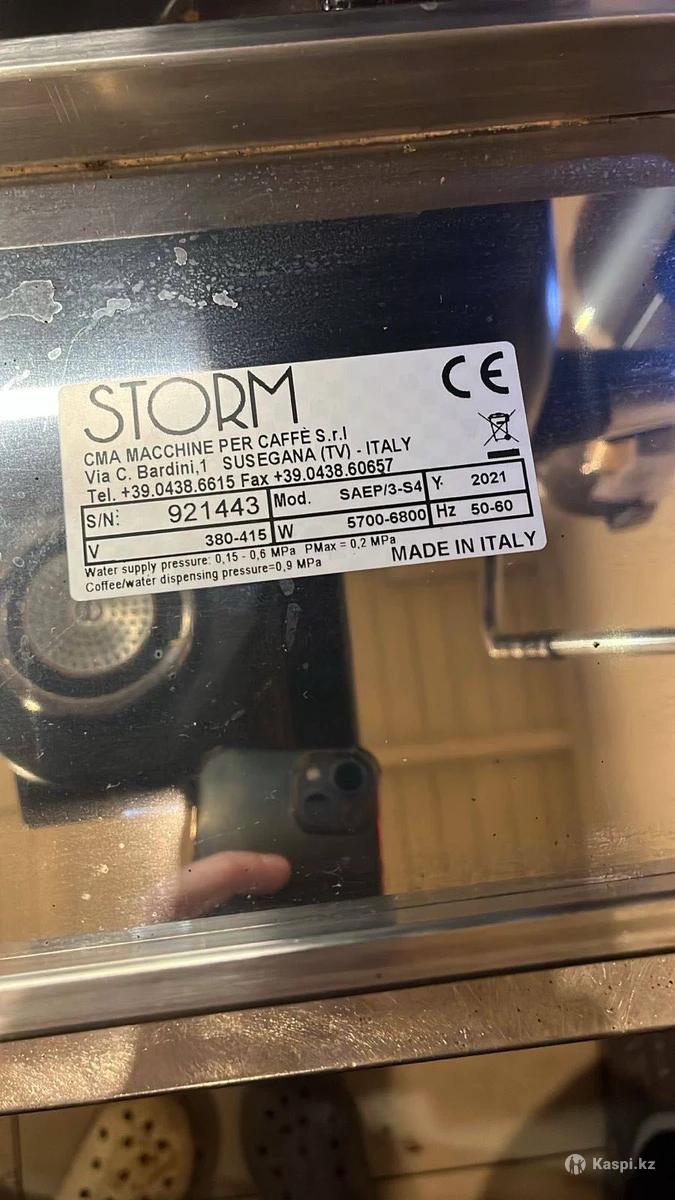 STORM
CE
CMA MACCHINE PER CAFFÈ S.r.l
Via C. Bardini,1 SUSEGANA (TV) - ITALY
Tel. +39.0438.6615 Fax +39.0438.60657
S/N: 921443 Mod. SAEP/3-S4 Y. 2021
V 380-415 W 5700-6800 Hz 50-60
Water supply pressure: 0,15 - 0,6 MPa PMax = 0,2 MPa
Coffee/water dispensing pressure=0,9 MPa
MADE IN ITALY
Kaspi.kz